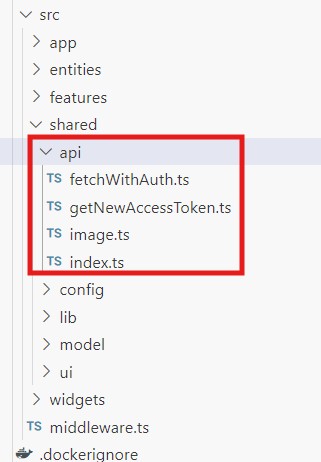 src
app
entities
features
shared
api
TS fetchWithAuth.ts
TS getNewAccessToken.ts
TS image.ts
TS index.ts
config
lib
model
ui
widgets
TS middleware.ts
.dockerignore